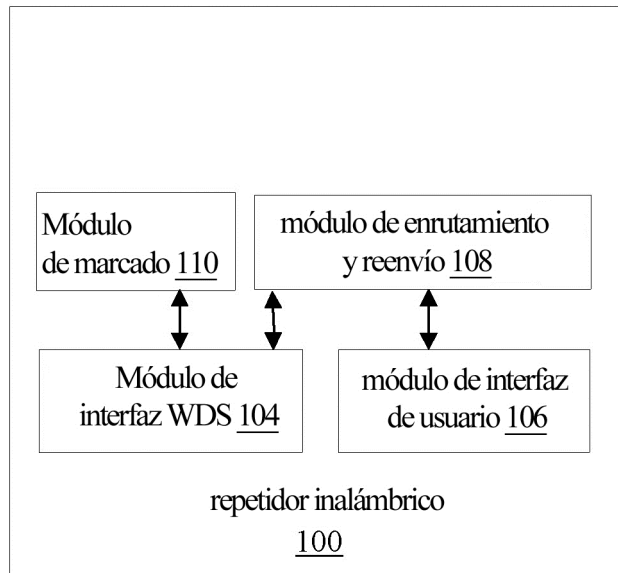 Módulo
de marcado 110
módulo de enrutamiento
y reenvío 108
Módulo de
interfaz WDS 104
módulo de interfaz
de usuario 106
repetidor inalámbrico
100